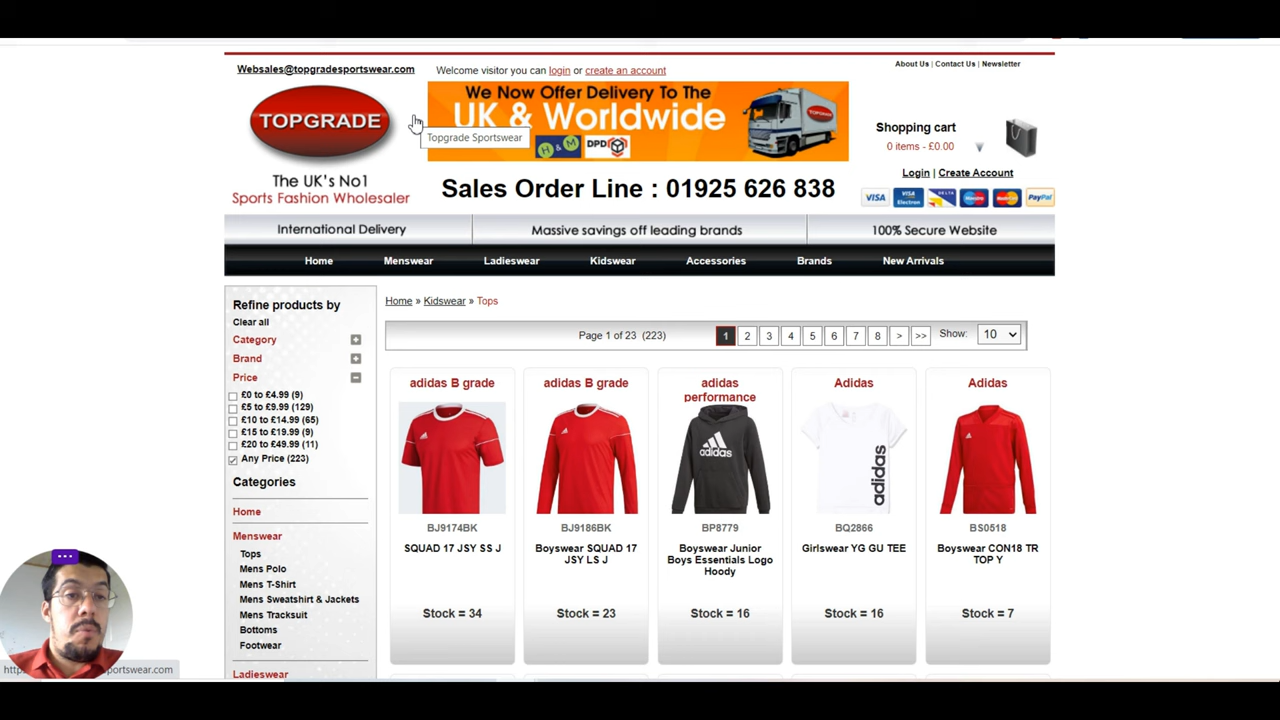 Websales@topgradesportswear.com
Welcome visitor you can login or create an account
About Us | Contact Us | Newsletter
TOPGRADE
We Now Offer Delivery To The
UK & Worldwide
H & M
DPD
TOPGRADE
Topgrade Sportswear
Shopping cart
0 items - £0.00
The UK's No1
Sports Fashion Wholesaler
Sales Order Line : 01925 626 838
Login | Create Account
VISA
VISA Electron
DELTA
Maestro
MasterCard
PayPal
International Delivery
Massive savings off leading brands
100% Secure Website
Home
Menswear
Ladieswear
Kidswear
Accessories
Brands
New Arrivals
Refine products by
Clear all
Category
Brand
Price
£0 to £4.99 (9)
£5 to £9.99 (129)
£10 to £14.99 (65)
£15 to £19.99 (9)
£20 to £49.99 (11)
Any Price (223)
Categories
Home
Menswear
Tops
Mens Polo
Mens T-Shirt
Mens Sweatshirt & Jackets
Mens Tracksuit
Bottoms
Footwear
Ladieswear
Home » Kidswear » Tops
Page 1 of 23 (223)
1 2 3 4 5 6 7 8 > >>
Show: 10
adidas B grade
BJ9174BK
SQUAD 17 JSY SS J
Stock = 34
adidas B grade
BJ9186BK
Boyswear SQUAD 17
JSY LS J
Stock = 23
adidas
performance
adidas
BP8779
Boyswear Junior
Boys Essentials Logo
Hoody
Stock = 16
Adidas
adidas
BQ2866
Girlswear YG GU TEE
Stock = 16
Adidas
BS0518
Boyswear CON18 TR
TOP Y
Stock = 7